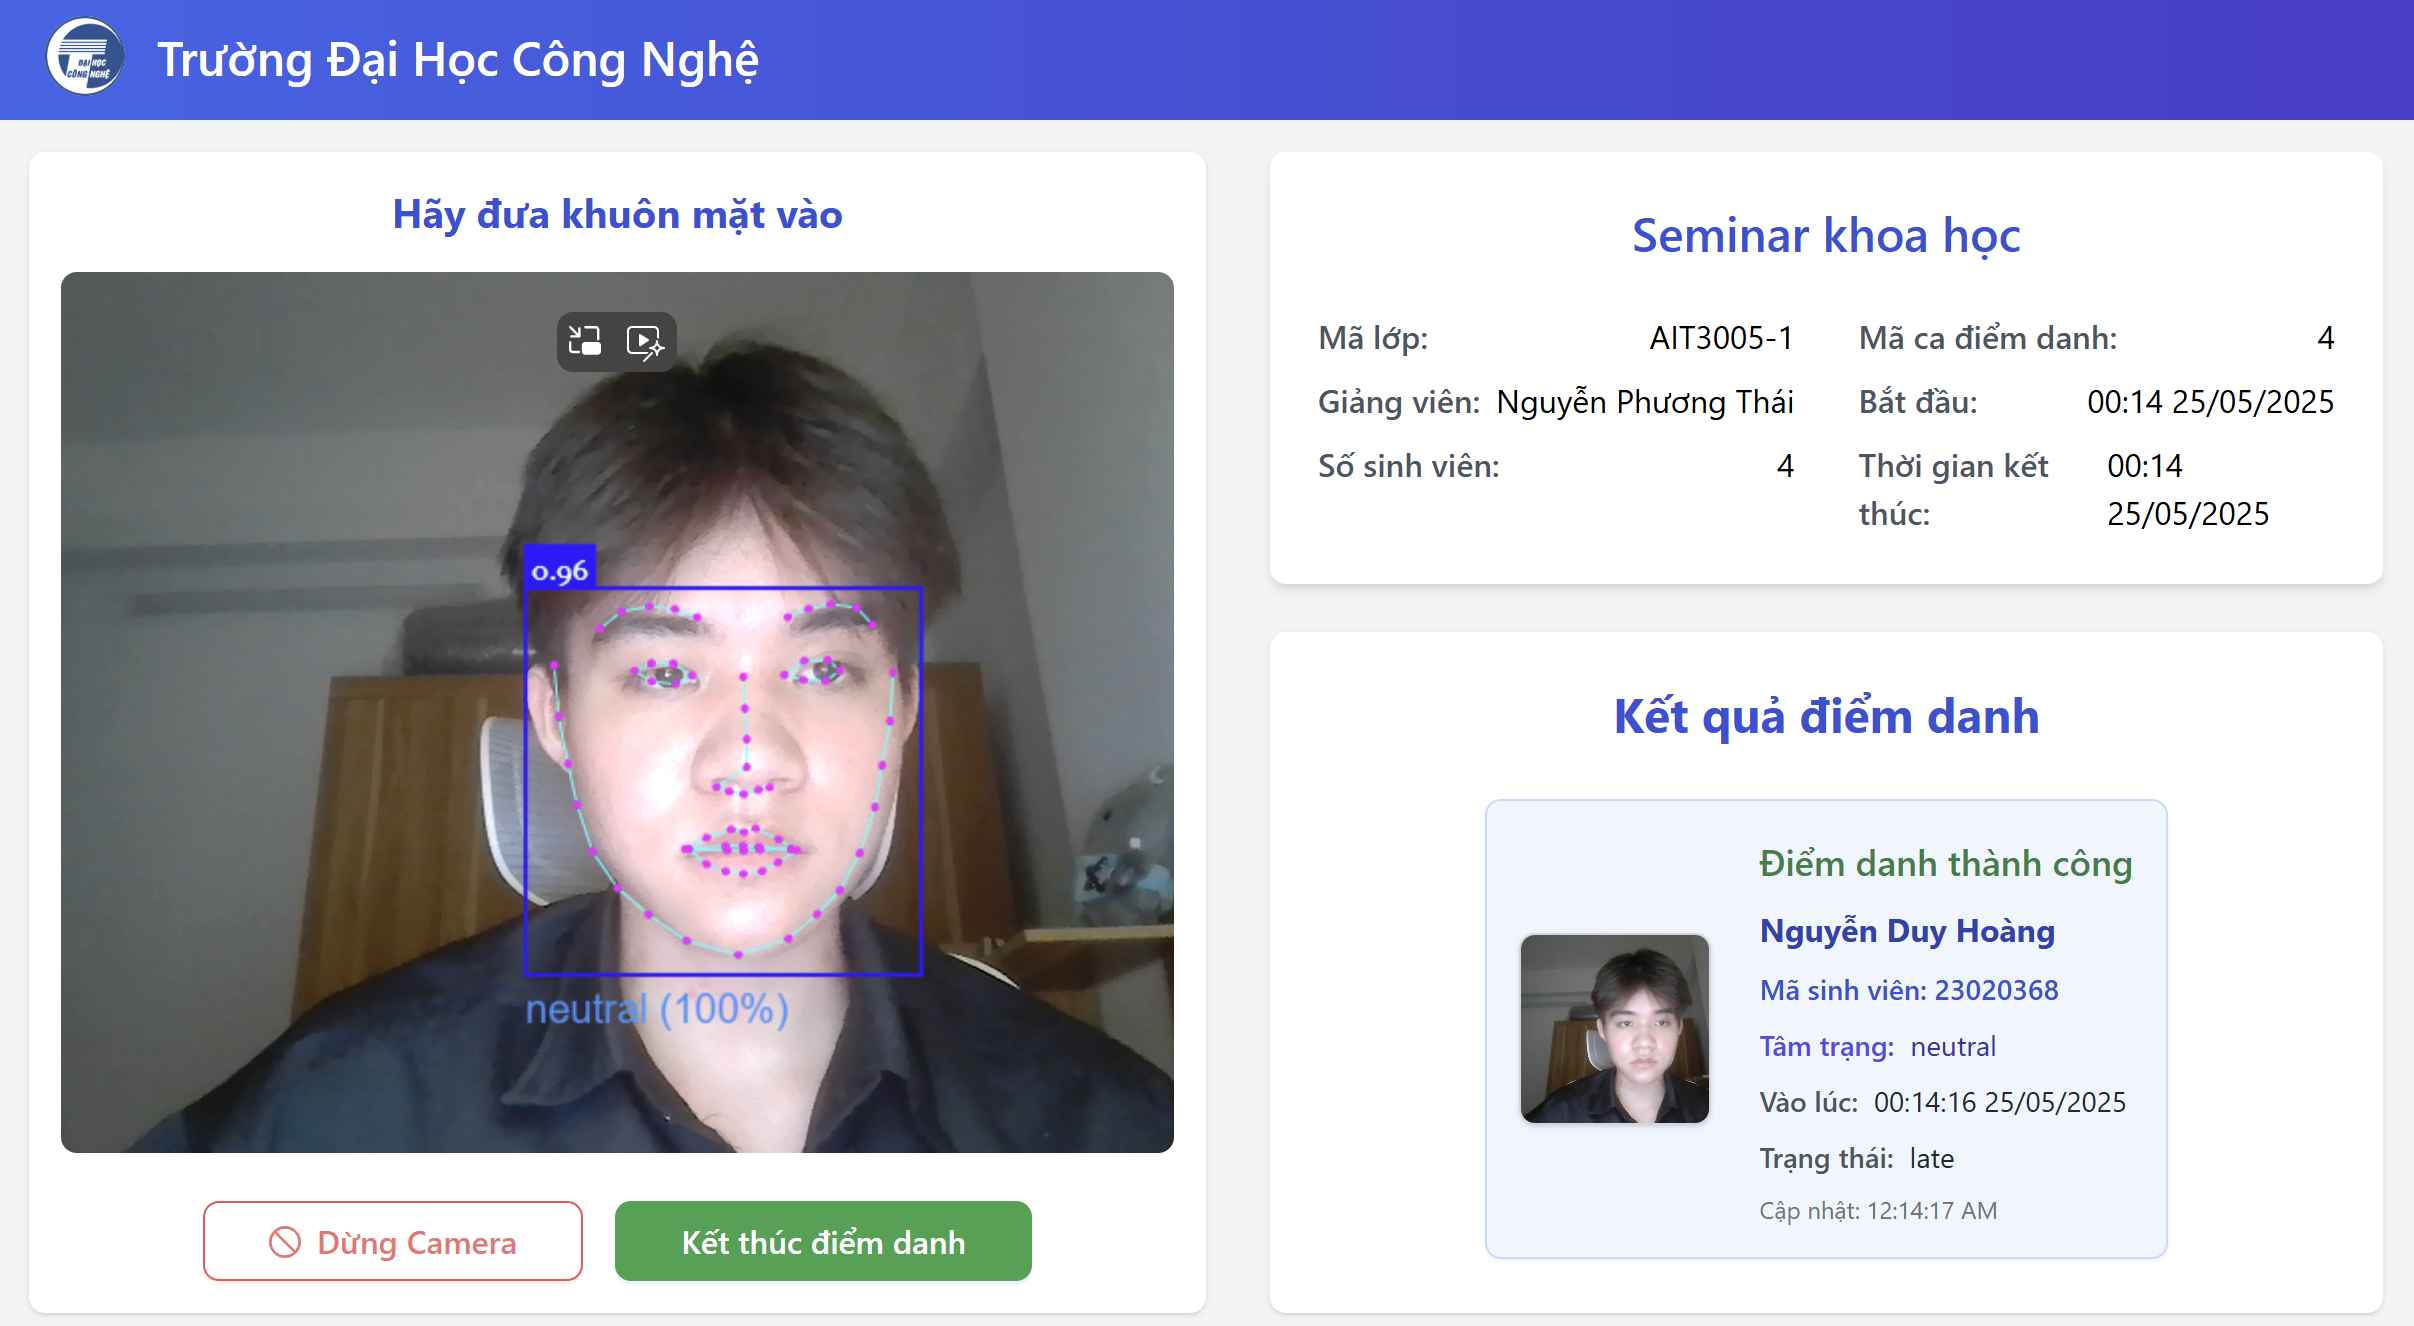 ĐẠI HỌC
CÔNG NGHỆ
Trường Đại Học Công Nghệ
Hãy đưa khuôn mặt vào
0.96
neutral (100%)
Dừng Camera
Kết thúc điểm danh
Seminar khoa học
Mã lớp: AIT3005-1
Giảng viên: Nguyễn Phương Thái
Số sinh viên: 4
Mã ca điểm danh: 4
Bắt đầu: 00:14 25/05/2025
Thời gian kết thúc: 00:14 25/05/2025
Kết quả điểm danh
Điểm danh thành công
Nguyễn Duy Hoàng
Mã sinh viên: 23020368
Tâm trạng: neutral
Vào lúc: 00:14:16 25/05/2025
Trạng thái: late
Cập nhật: 12:14:17 AM